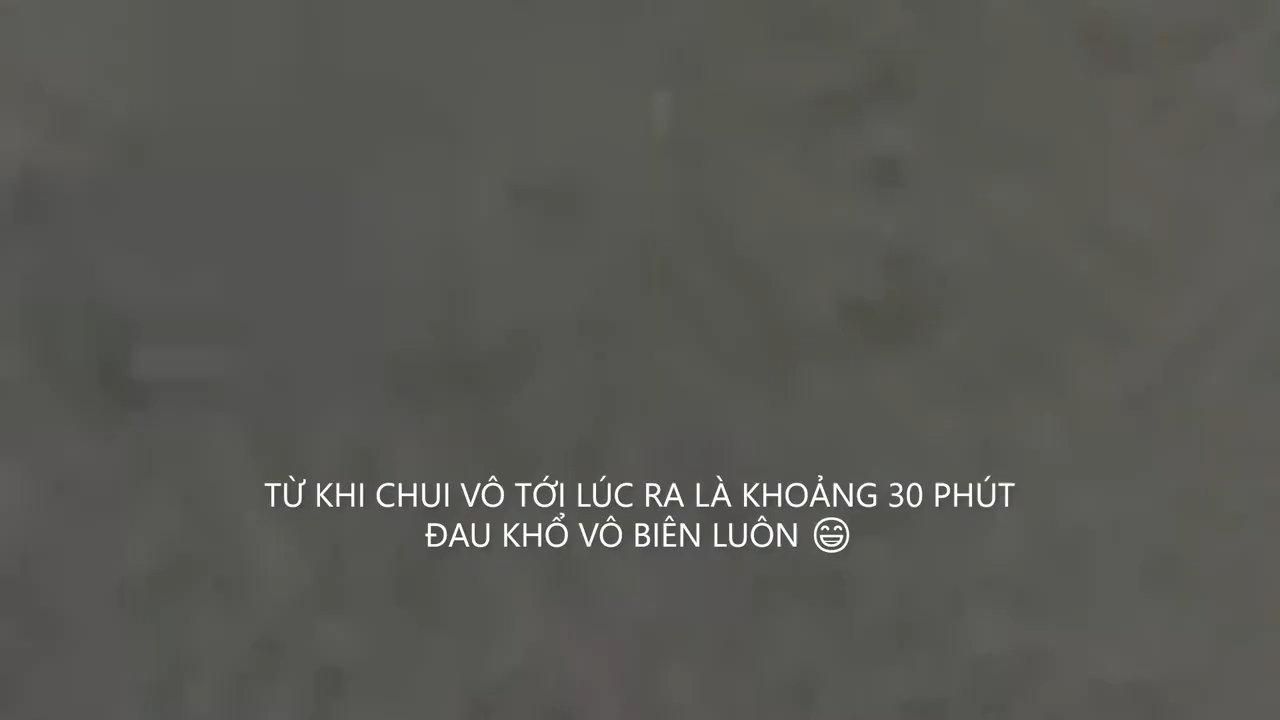 TỪ KHI CHUI VÔ TỚI LÚC RA LÀ KHOẢNG 30 PHÚT
ĐAU KHỔ VÔ BIÊN LUÔN 😄